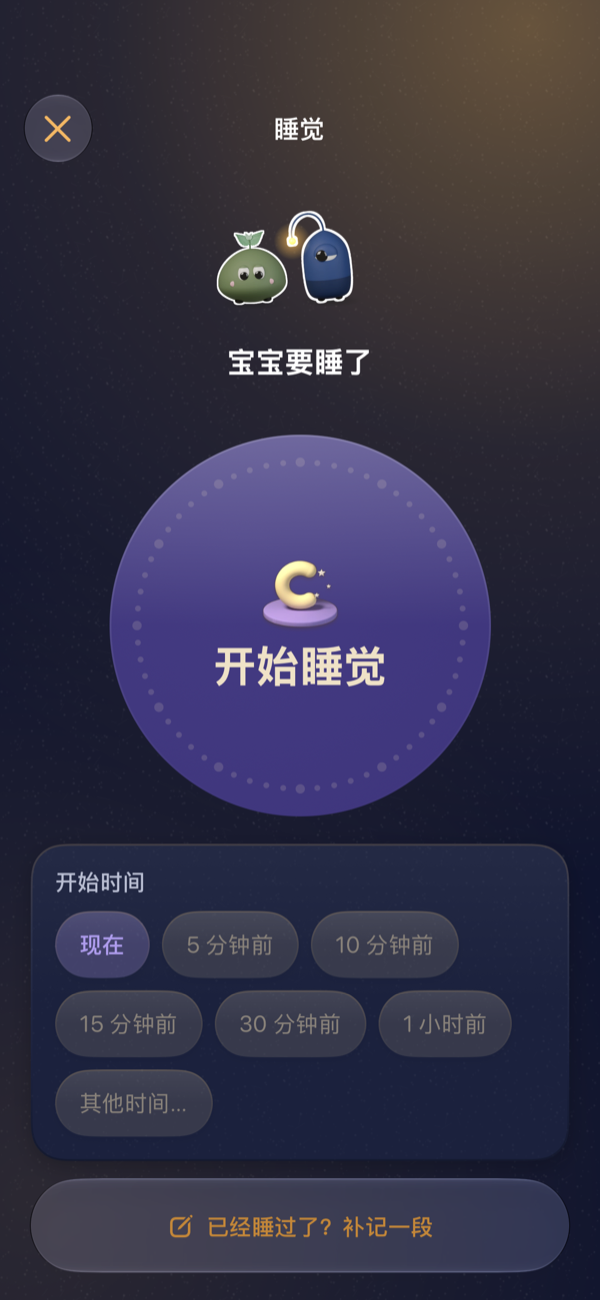 睡觉
宝宝要睡了
开始睡觉
开始时间
现在
5 分钟前
10 分钟前
15 分钟前
30 分钟前
1 小时前
其他时间...
已经睡过了？补记一段